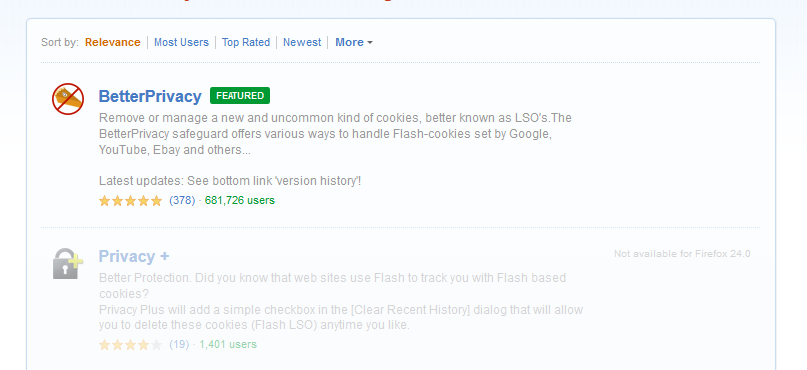 Sort by: Relevance Most Users Top Rated Newest More
BetterPrivacy FEATURED
Remove or manage a new and uncommon kind of cookies, better known as LSO's.The
BetterPrivacy safeguard offers various ways to handle Flash-cookies set by Google,
YouTube, Ebay and others...
Latest updates: See bottom link 'version history'!
(378) · 681,726 users
Privacy + Not available for Firefox 24.0
Better Protection. Did you know that web sites use Flash to track you with Flash based
cookies?
Privacy Plus will add a simple checkbox in the [Clear Recent History] dialog that will allow
you to delete these cookies (Flash LSO) anytime you like.
(19) · 1,401 users